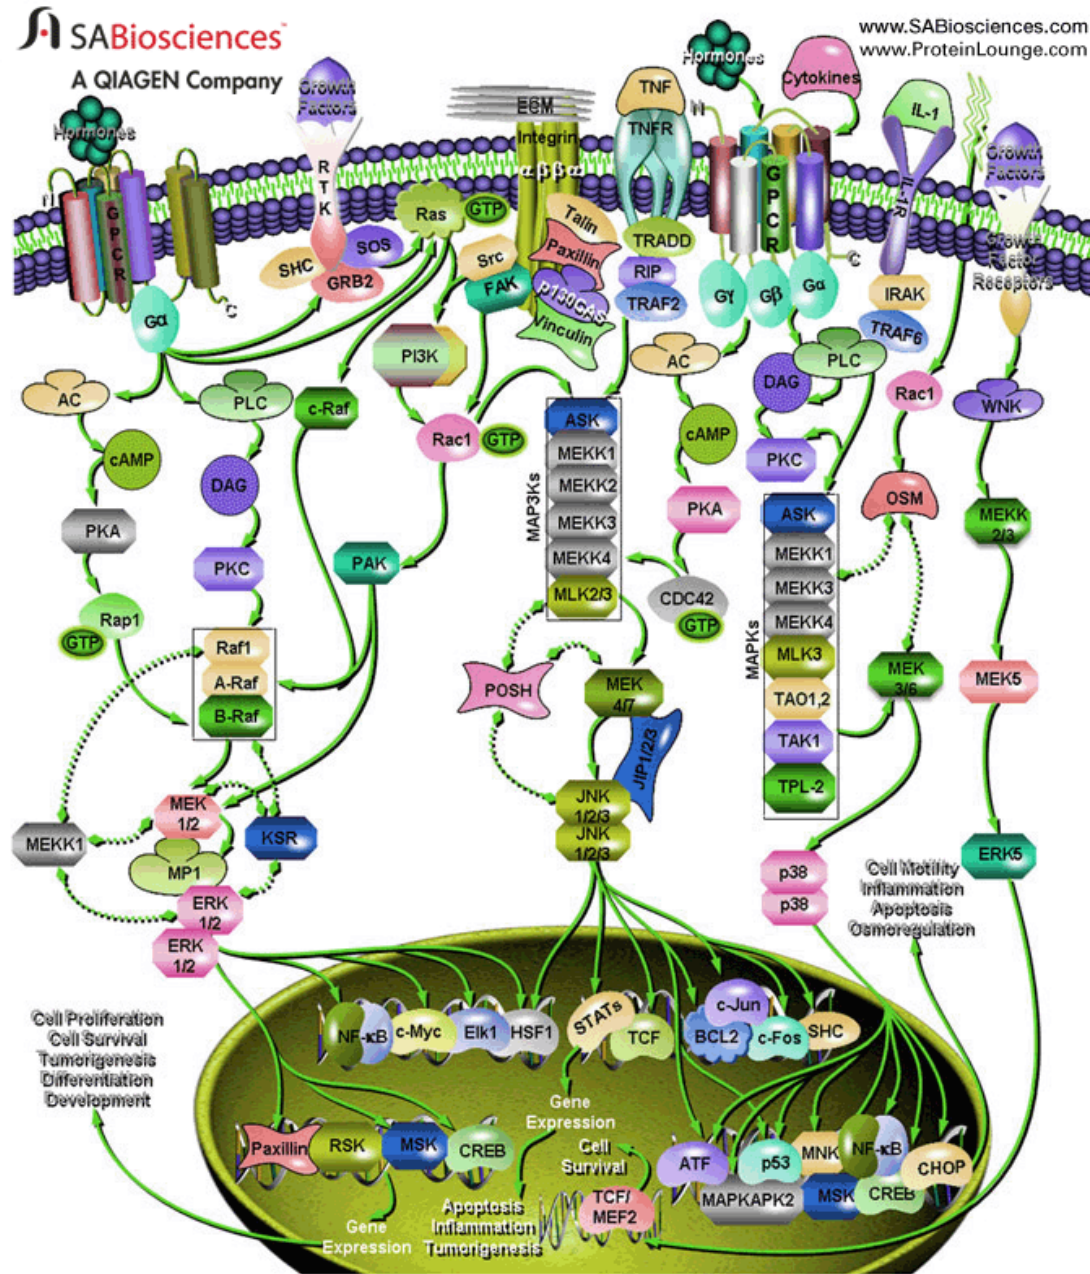 SABiosciences™
A QIAGEN Company
www.SABiosciences.com
www.ProteinLounge.com
Hormones
Growth
Factors
ECM
Integrin
α β β α
TNF
TNFR
Hormones
Cytokines
IL-1
IL-1R
Growth
Factors
Growth
Factor
Receptors
N
GPCR
C
RTK
Ras
GTP
SOS
SHC
GRB2
Src
FAK
Talin
Paxillin
p130CAS
Vinculin
TRADD
RIP
TRAF2
N
GPCR
C
Gγ
Gβ
Gα
IRAK
TRAF6
Gα
AC
PLC
c-Raf
PI3K
Rac1
GTP
AC
DAG
PLC
Rac1
WNK
cAMP
DAG
PKA
PKC
PAK
Rap1
GTP
Raf1
A-Raf
B-Raf
MAP3Ks
ASK
MEKK1
MEKK2
MEKK3
MEKK4
MLK2/3
cAMP
PKA
CDC42
GTP
PKC
MAPKs
ASK
MEKK1
MEKK3
MEKK4
MLK3
TAO1,2
TAK1
TPL-2
OSM
MEKK
2/3
MEK
3/6
MEK5
POSH
MEK
4/7
JIP1/2/3
JNK
1/2/3
JNK
1/2/3
MEKK1
MEK
1/2
KSR
MP1
ERK
1/2
ERK
1/2
p38
p38
ERK5
Cell Motility
Inflammation
Apoptosis
Osmoregulation
Cell Proliferation
Cell Survival
Tumorigenesis
Differentiation
Development
NF-κB
c-Myc
Elk1
HSF1
STATs
TCF
c-Jun
BCL2
c-Fos
SHC
Gene
Expression
Paxillin
RSK
MSK
CREB
Cell
Survival
ATF
p53
MNK
NF-κB
CHOP
MAPKAPK2
MSK
CREB
TCF/
MEF2
Apoptosis
Inflammation
Tumorigenesis
Gene
Expression